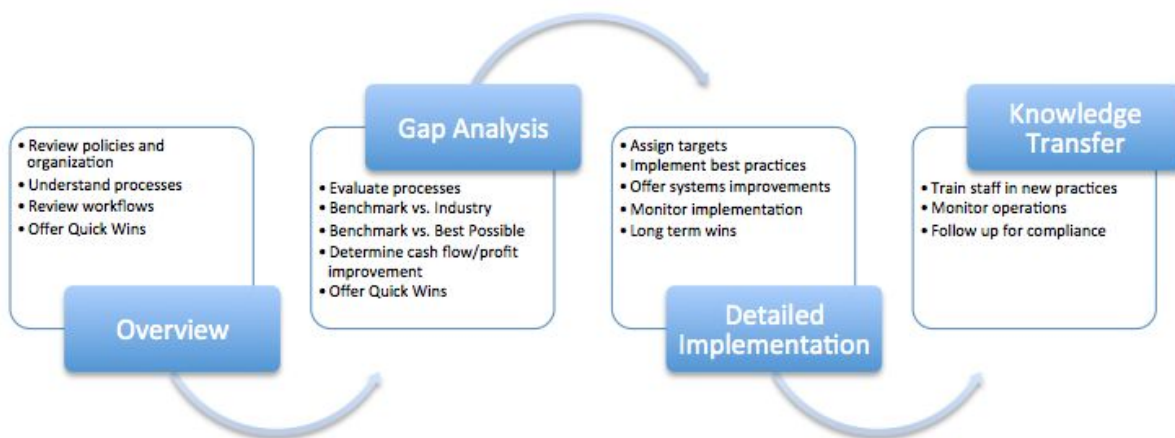 • Review policies and
organization
• Understand processes
• Review workflows
• Offer Quick Wins
Overview
Gap Analysis
• Evaluate processes
• Benchmark vs. Industry
• Benchmark vs. Best Possible
• Determine cash flow/profit
improvement
• Offer Quick Wins
• Assign targets
• Implement best practices
• Offer systems improvements
• Monitor implementation
• Long term wins
Detailed
Implementation
Knowledge
Transfer
• Train staff in new practices
• Monitor operations
• Follow up for compliance